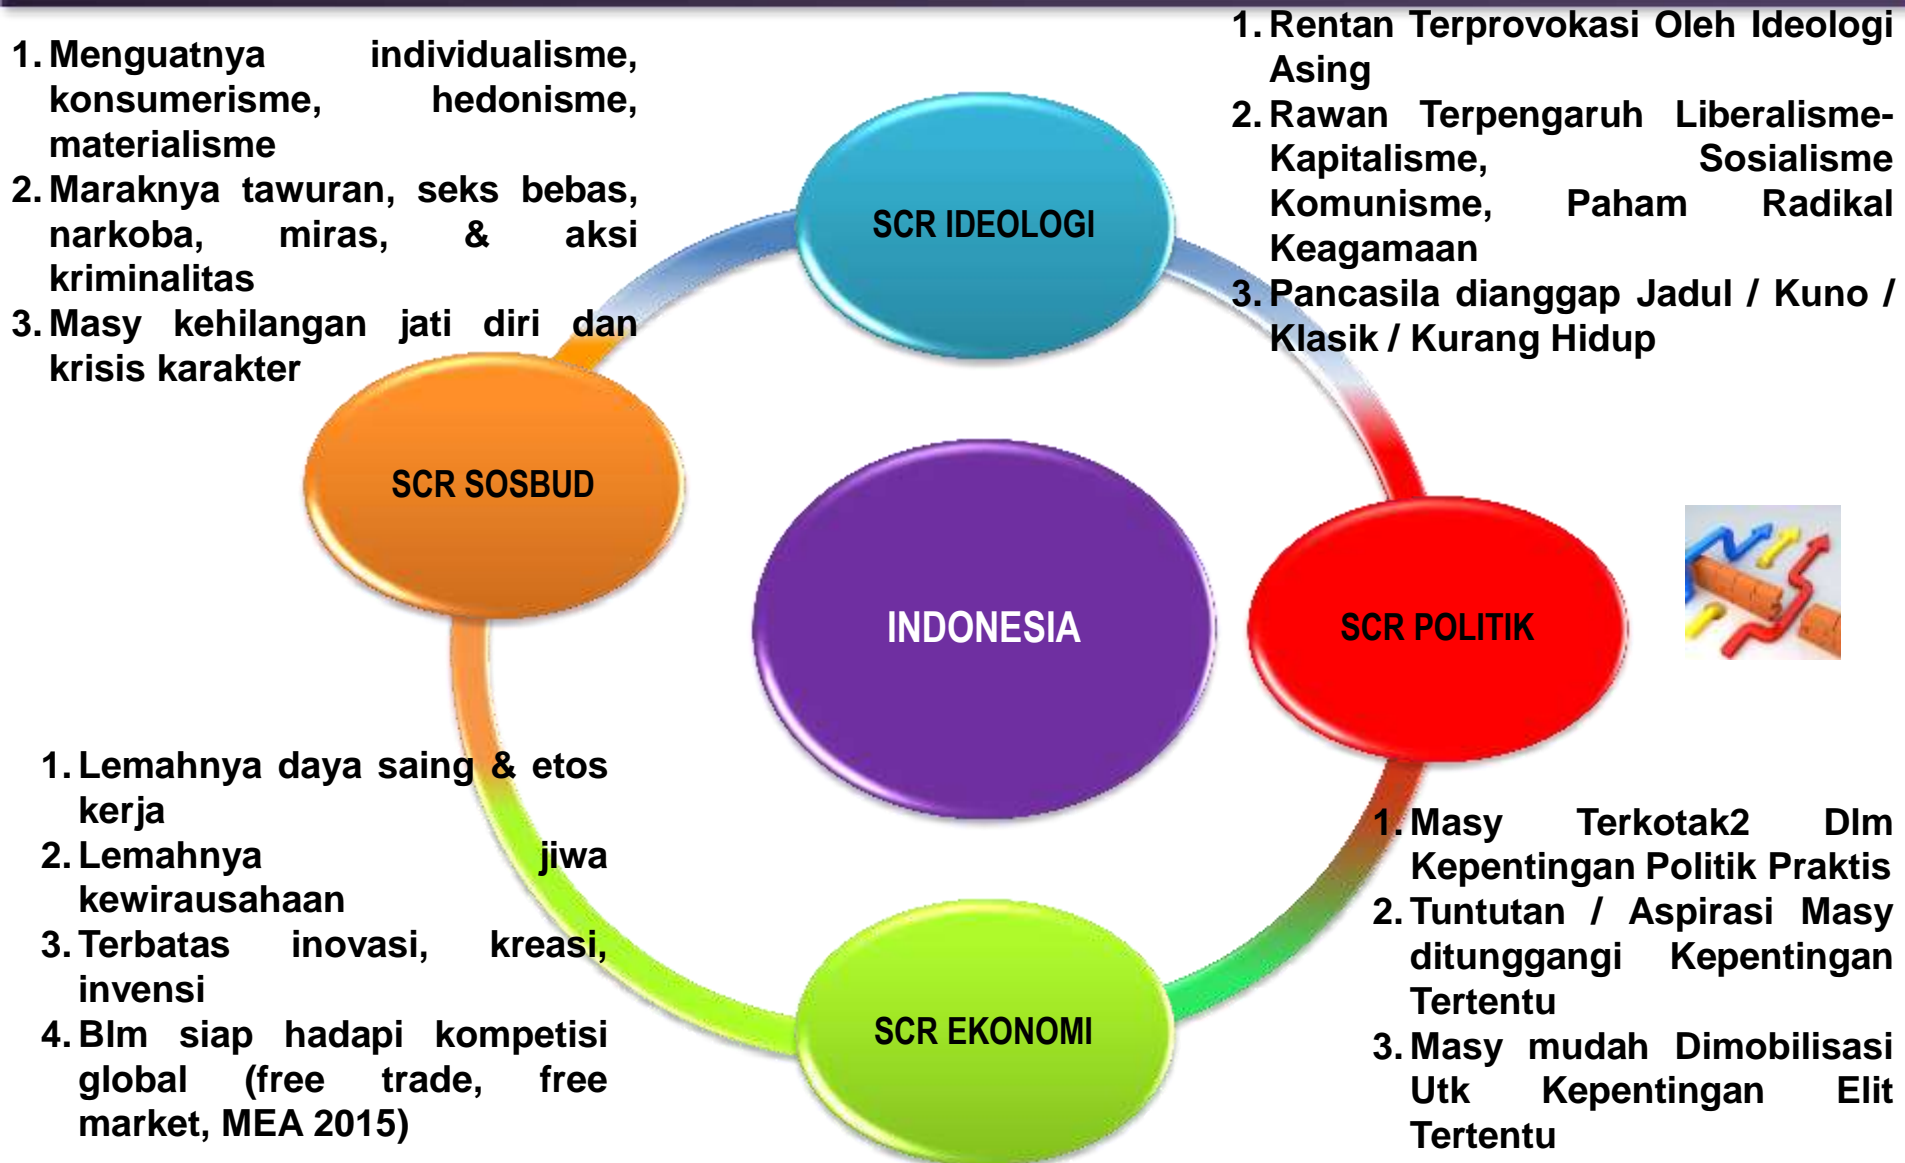 1. Menguatnya individualisme,
konsumerisme, hedonisme,
materialisme
2. Maraknya tawuran, seks bebas,
narkoba, miras, & aksi
kriminalitas
3. Masy kehilangan jati diri dan
krisis karakter
1. Rentan Terprovokasi Oleh Ideologi
Asing
2. Rawan Terpengaruh Liberalisme-
Kapitalisme, Sosialisme
Komunisme, Paham Radikal
Keagamaan
3. Pancasila dianggap Jadul / Kuno /
Klasik / Kurang Hidup
SCR IDEOLOGI
SCR SOSBUD
INDONESIA
SCR POLITIK
SCR EKONOMI
1. Lemahnya daya saing & etos
kerja
2. Lemahnya jiwa
kewirausahaan
3. Terbatas inovasi, kreasi,
invensi
4. Blm siap hadapi kompetisi
global (free trade, free
market, MEA 2015)
1. Masy Terkotak2 Dlm
Kepentingan Politik Praktis
2. Tuntutan / Aspirasi Masy
ditunggangi Kepentingan
Tertentu
3. Masy mudah Dimobilisasi
Utk Kepentingan Elit
Tertentu